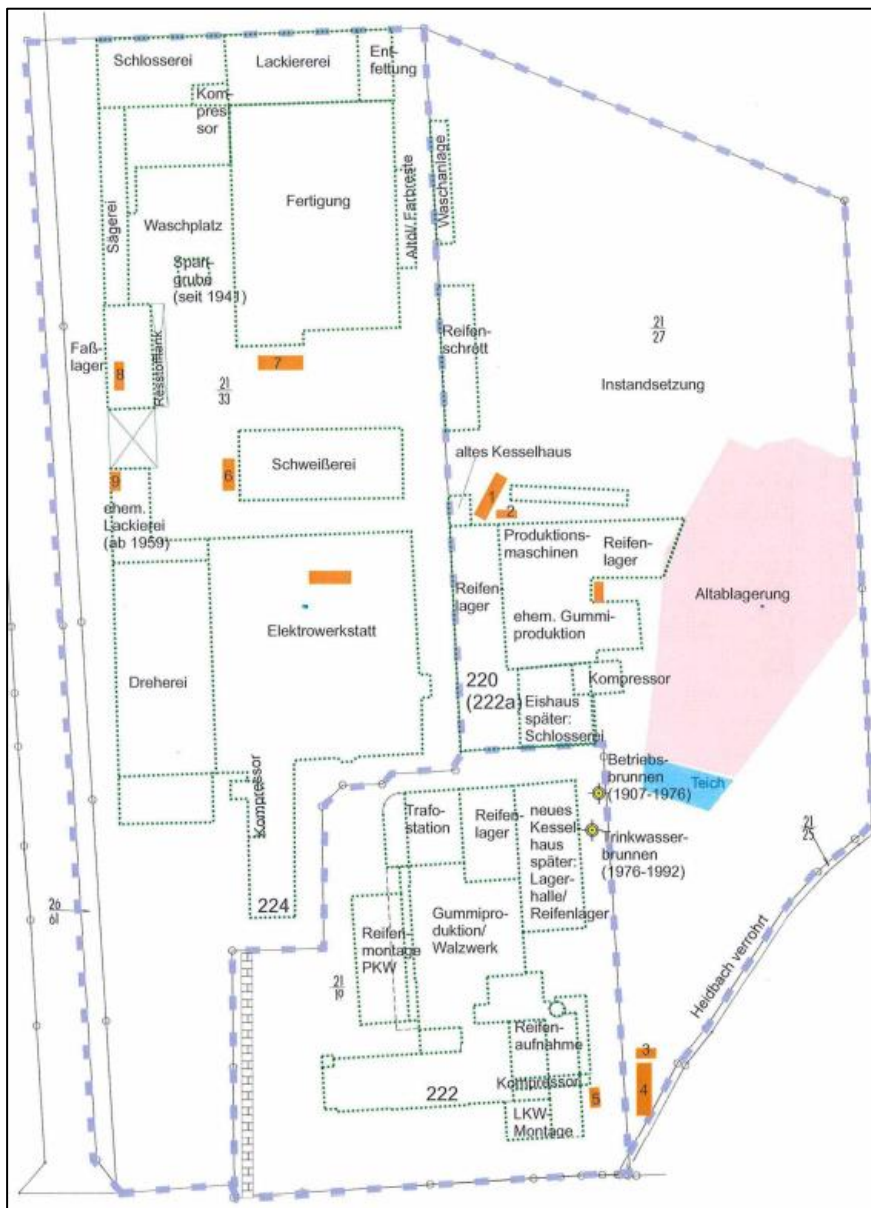 Schlosserei
Lackiererei
Ent-
fettung
Kom-
pres
sor
Sägerei
Waschplatz
Fertigung
Altöl/ Farbreste
Waschanlage
(seit 1941)
Faß-
lager
8
7
21
33
Reifen-
schrott
21
27
Instandsetzung
Schweißerei
6
9
altes Kesselhaus
1
2
ehem.
Lackierei
(ab 1959)
Produktions-
maschinen
Reifen-
lager
Reifen
lager
ehem. Gummi-
produktion
Altablagerung
Elektrowerkstatt
Dreherei
220
(222a)
Kompressor
Eishaus
später:
Schlosserei
Betriebs-
brunnen
(1907-1976)
Teich
Kompressor
Trafo-
station
Reifen-
lager
neues
Kessel
haus
später:
Lager-
halle/
Reifenlager
Trinkwasser-
brunnen
(1976-1992)
21
25
224
26
61
Reifen-
montage
PKW
Gummipro-
duktion/
Walzwerk
21
19
Heidbach verrohrt
Reifen-
aufnahme
3
4
Kompressor
222
5
LKW-
Montage